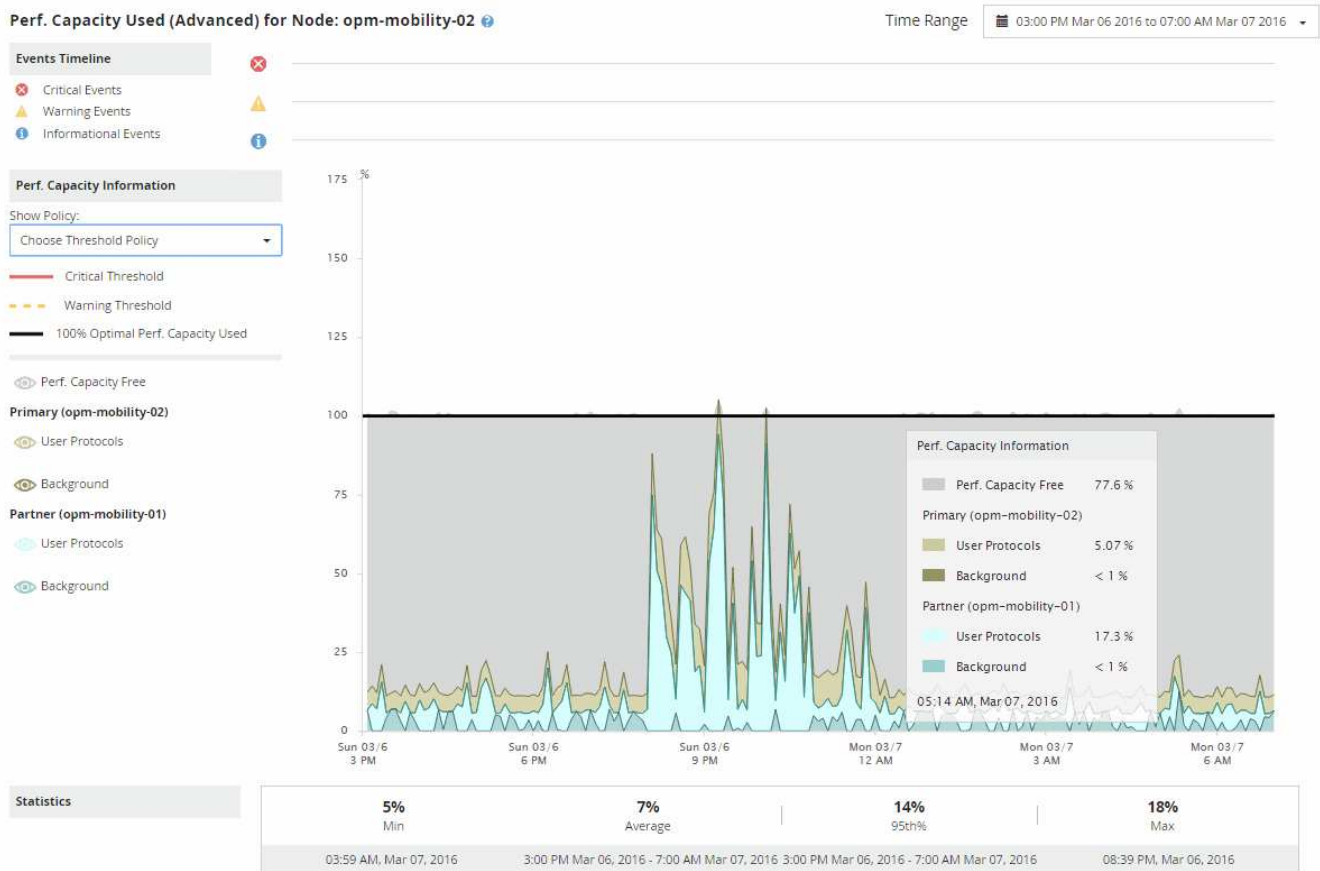 Perf. Capacity Used (Advanced) for Node: opm-mobility-02 ?
Time Range 03:00 PM Mar 06 2016 to 07:00 AM Mar 07 2016
Events Timeline
Critical Events
Warning Events
Informational Events
Perf. Capacity Information
Show Policy:
Choose Threshold Policy
Critical Threshold
Warning Threshold
100% Optimal Perf. Capacity Used
Perf. Capacity Free
Primary (opm-mobility-02)
User Protocols
Background
Partner (opm-mobility-01)
User Protocols
Background
175 %
150
125
100
75
50
25
0
Sun 03/6 Sun 03/6 Sun 03/6 Mon 03/7 Mon 03/7 Mon 03/7
3 PM 6 PM 9 PM 12 AM 3 AM 6 AM
Perf. Capacity Information
Perf. Capacity Free 77.6 %
Primary (opm-mobility-02)
User Protocols 5.07 %
Background < 1 %
Partner (opm-mobility-01)
User Protocols 17.3 %
Background < 1 %
05:14 AM, Mar 07, 2016
Statistics
5% 7% 14% 18%
Min Average 95th% Max
03:59 AM, Mar 07, 2016 3:00 PM Mar 06, 2016 - 7:00 AM Mar 07, 2016 3:00 PM Mar 06, 2016 - 7:00 AM Mar 07, 2016 08:39 PM, Mar 06, 2016